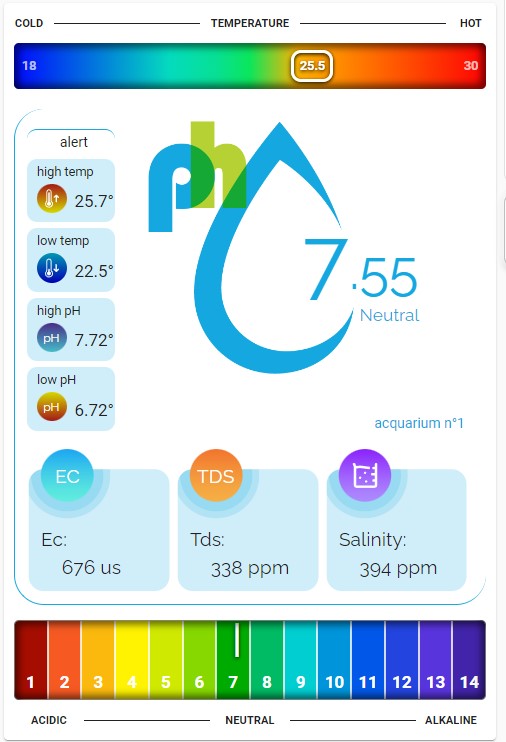 COLD TEMPERATURE HOT
18 25.5 30
alert
high temp
25.7°
low temp
22.5°
high pH
pH 7.72°
low pH
pH 6.72°
ph
7.55
Neutral
acquarium n°1
EC TDS
Ec: Tds: Salinity:
676 us 338 ppm 394 ppm
1 2 3 4 5 6 7 8 9 10 11 12 13 14
ACIDIC NEUTRAL ALKALINE